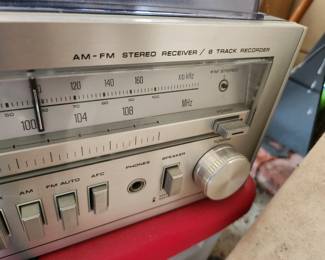 AM-FM STEREO RECEIVER / 8 TRACK RECORDER
FM STEREO
120 140 160 x10 kHz
100 104 108 MHz
PHONES SPEAKER
AM FM AUTO AFC